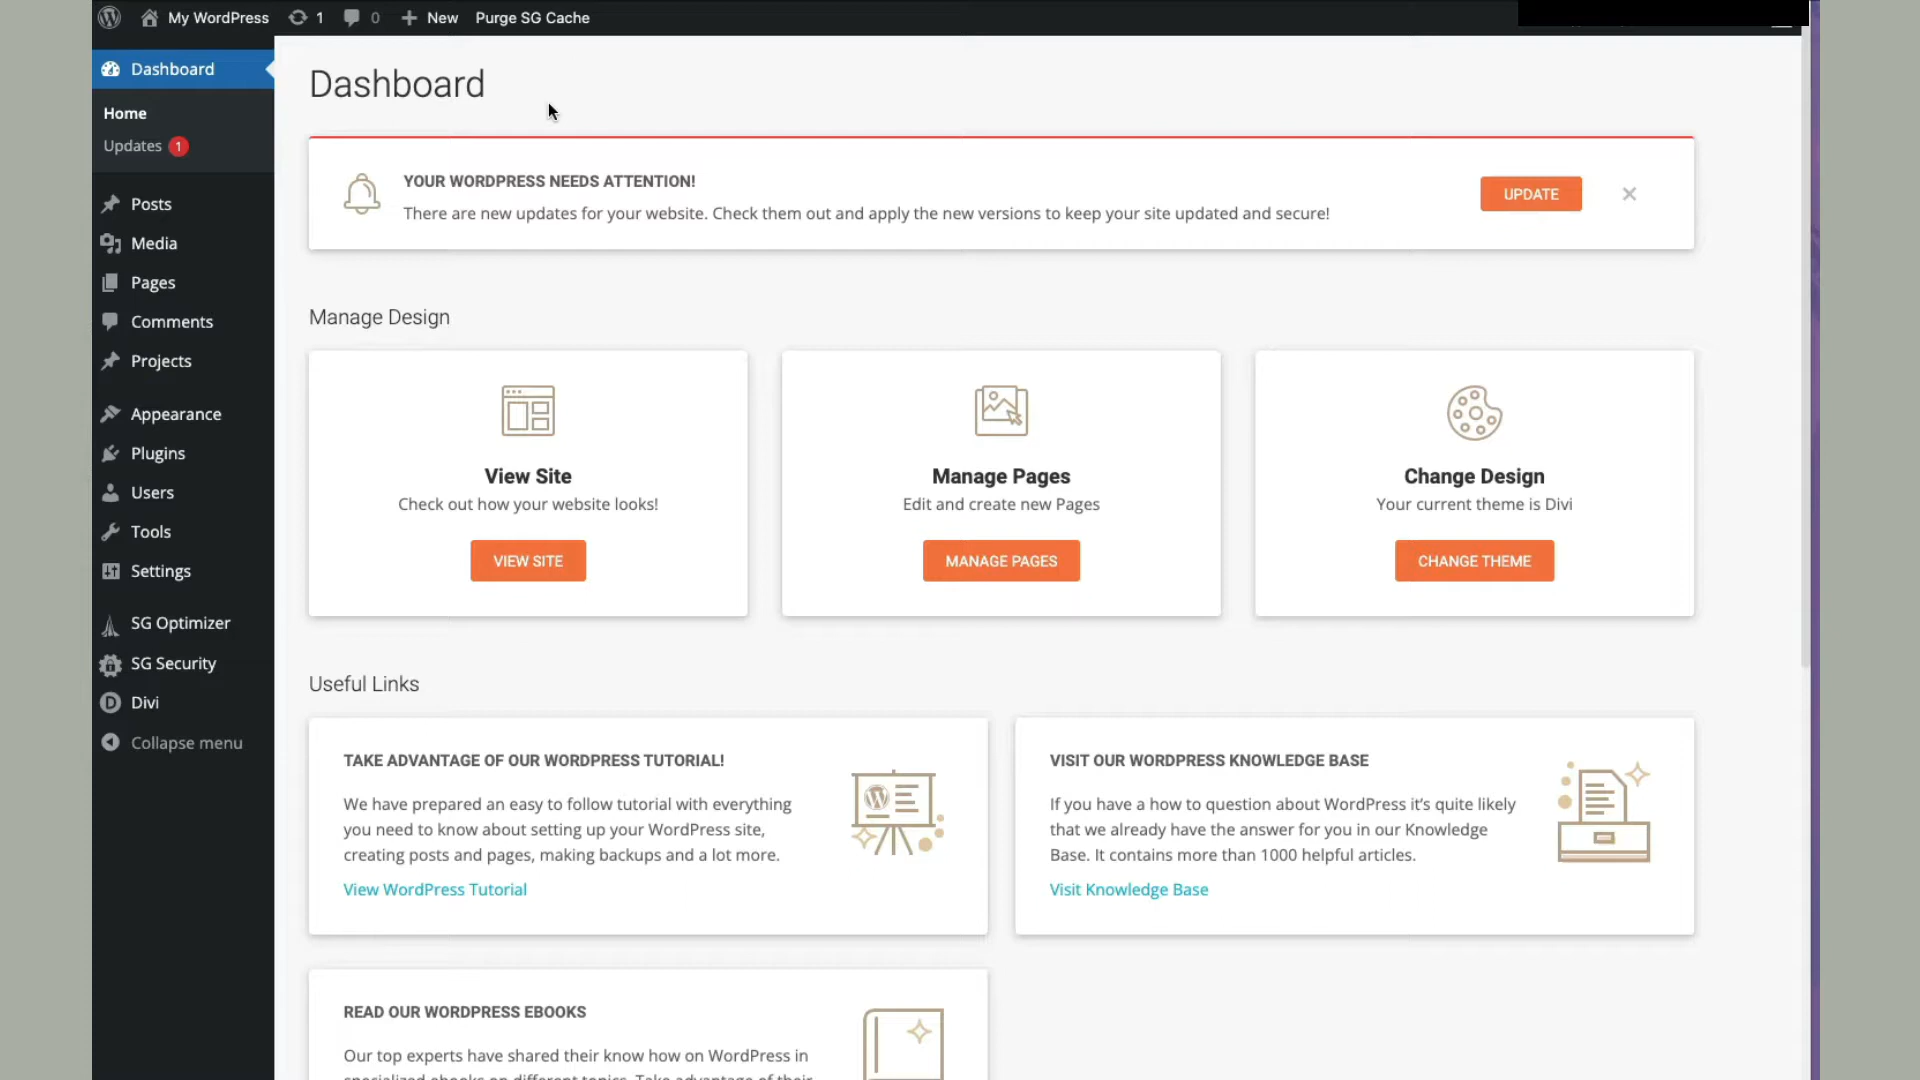 My WordPress 1 0 New Purge SG Cache
Dashboard
Home
Updates 1
Posts
Media
Pages
Comments
Projects
Appearance
Plugins
Users
Tools
Settings
SG Optimizer
SG Security
Divi
Collapse menu
Dashboard
YOUR WORDPRESS NEEDS ATTENTION!
There are new updates for your website. Check them out and apply the new versions to keep your site updated and secure!
UPDATE
Manage Design
View Site
Check out how your website looks!
VIEW SITE
Manage Pages
Edit and create new Pages
MANAGE PAGES
Change Design
Your current theme is Divi
CHANGE THEME
Useful Links
TAKE ADVANTAGE OF OUR WORDPRESS TUTORIAL!
We have prepared an easy to follow tutorial with everything
you need to know about setting up your WordPress site,
creating posts and pages, making backups and a lot more.
View WordPress Tutorial
VISIT OUR WORDPRESS KNOWLEDGE BASE
If you have a how to question about WordPress it's quite likely
that we already have the answer for you in our Knowledge
Base. It contains more than 1000 helpful articles.
Visit Knowledge Base
READ OUR WORDPRESS EBOOKS
Our top experts have shared their know how on WordPress in